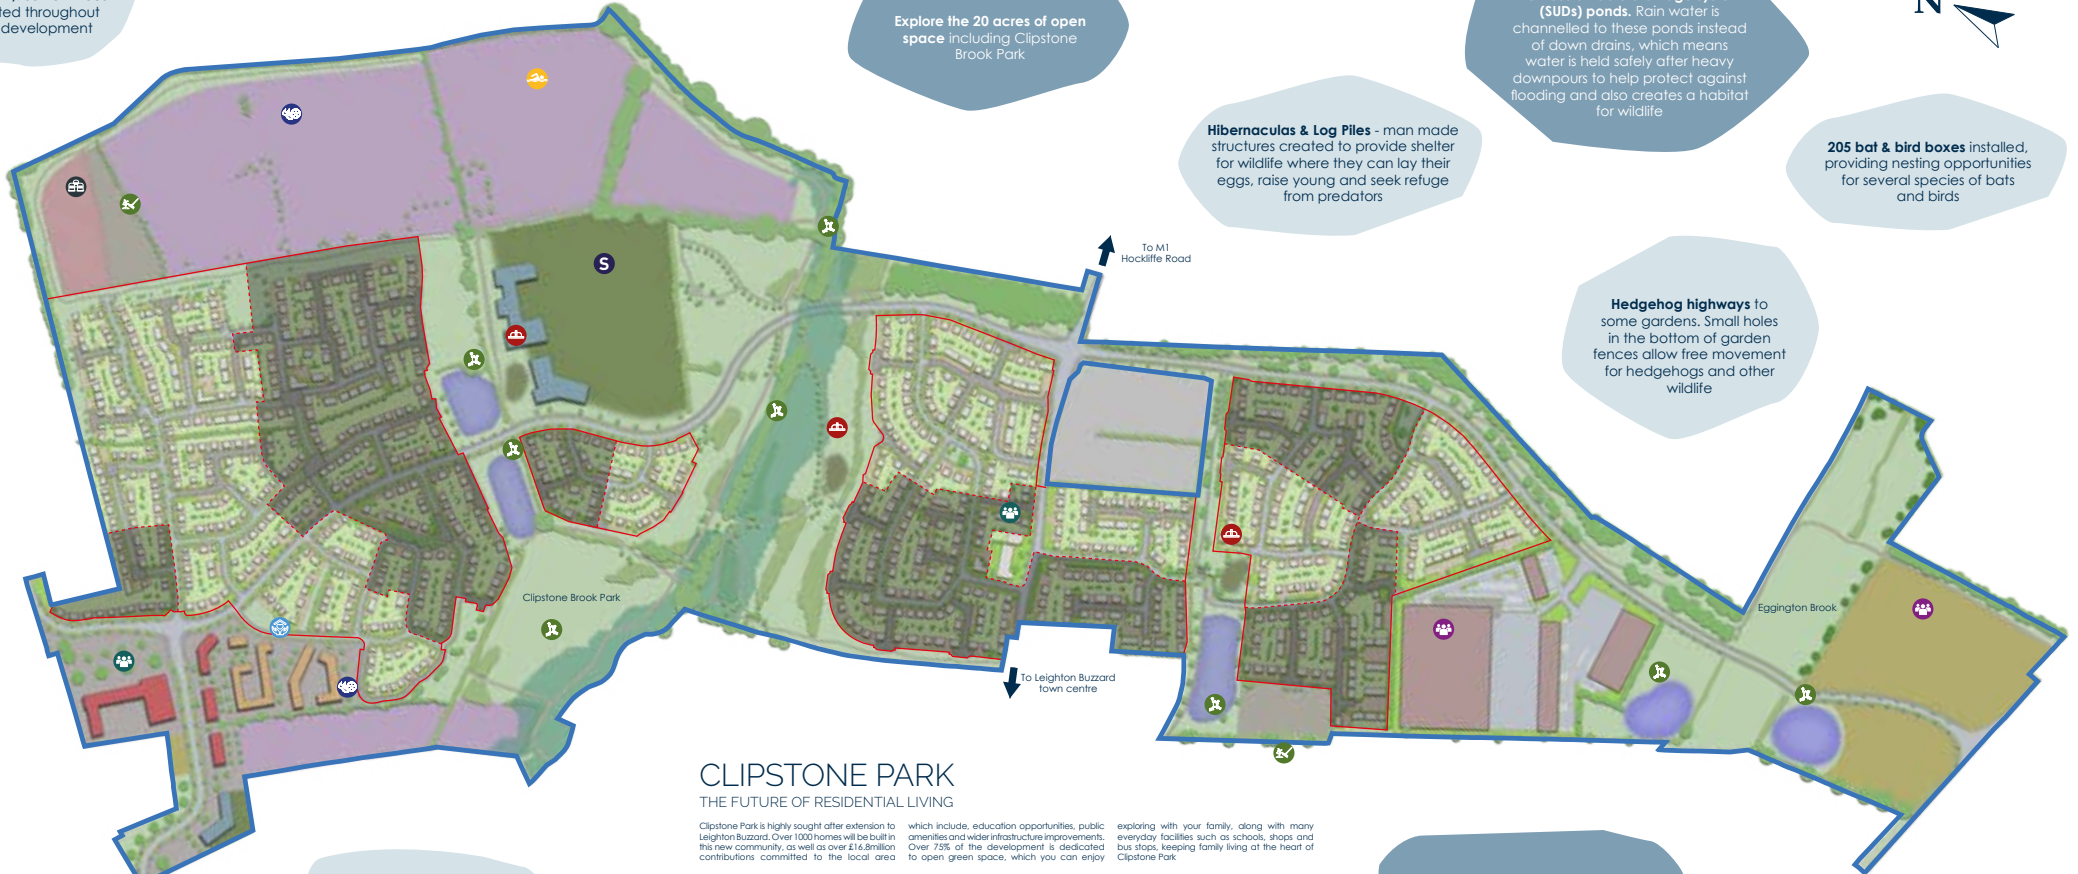 ted throughout
development
Explore the 20 acres of open
space including Clipstone
Brook Park
(SUDs) ponds. Rain water is
channelled to these ponds instead
of down drains, which means
water is held safely after heavy
downpours to help protect against
flooding and also creates a habitat
for wildlife
N
Hibernaculas & Log Piles - man made
structures created to provide shelter
for wildlife where they can lay their
eggs, raise young and seek refuge
from predators
205 bat & bird boxes installed,
providing nesting opportunities
for several species of bats
and birds
To M1
Hockliffe Road
S
Hedgehog highways to
some gardens. Small holes
in the bottom of garden
fences allow free movement
for hedgehogs and other
wildlife
Clipstone Brook Park
Eggington Brook
To Leighton Buzzard
town centre
CLIPSTONE PARK
THE FUTURE OF RESIDENTIAL LIVING
Clipstone Park is highly sought after extension to
Leighton Buzzard. Over 1000 homes will be built in
this new community, as well as over £16.8million
contributions committed to the local area
which include, education opportunities, public
amenities and wider infrastructure improvements.
Over 75% of the development is dedicated
to open green space, which you can enjoy
exploring with your family, along with many
everyday facilities such as schools, shops and
bus stops, keeping family living at the heart of
Clipstone Park